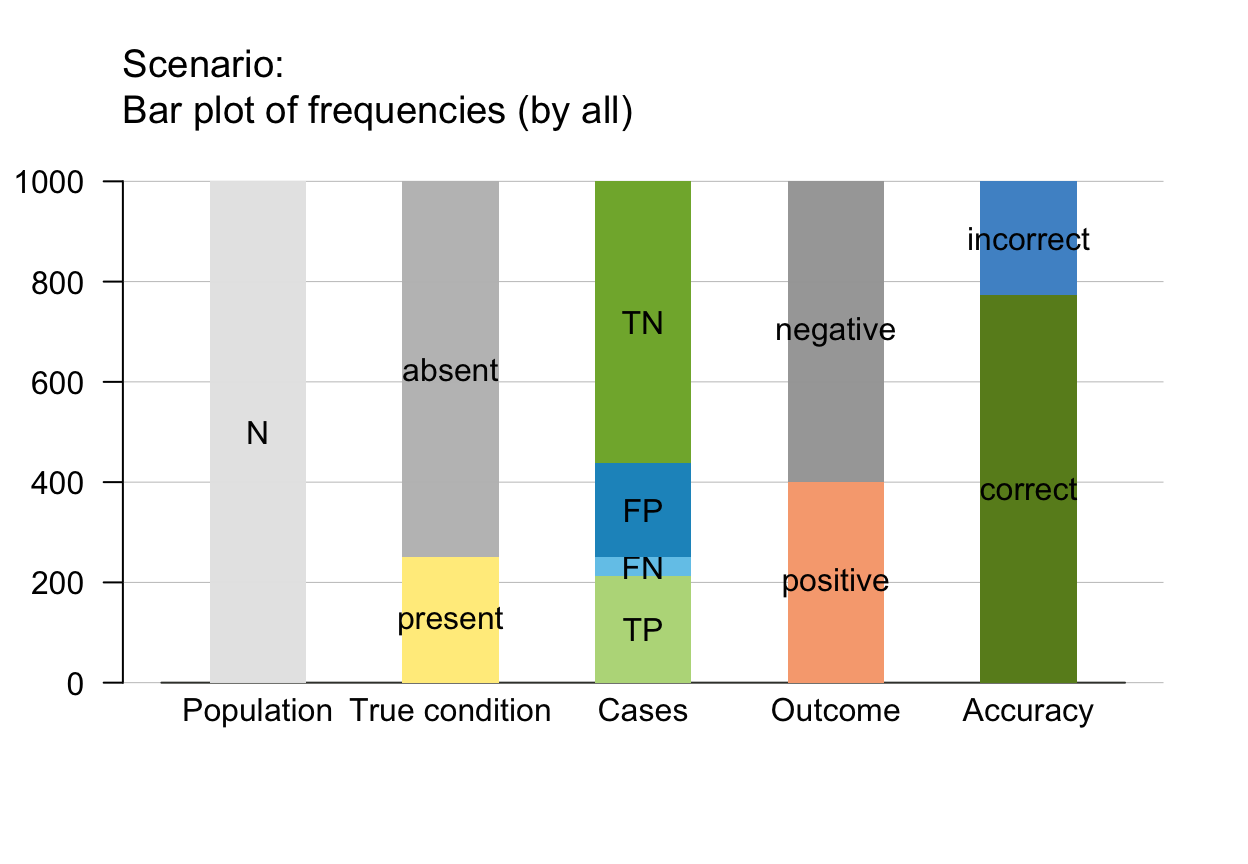 Scenario:
Bar plot of frequencies (by all)
1000
800
600
400
200
0
N
absent
present
TN
FP
FN
TP
negative
positive
incorrect
correct
Population True condition Cases Outcome Accuracy